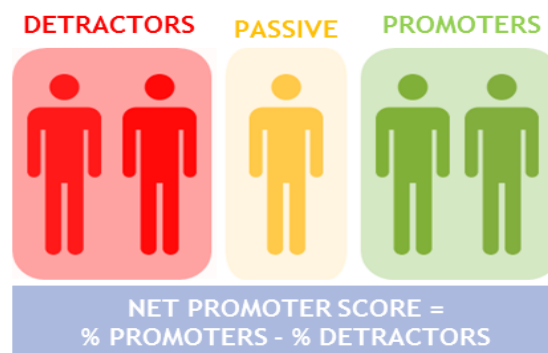 DETRACTORS
PASSIVE
PROMOTERS
NET PROMOTER SCORE =
% PROMOTERS - % DETRACTORS